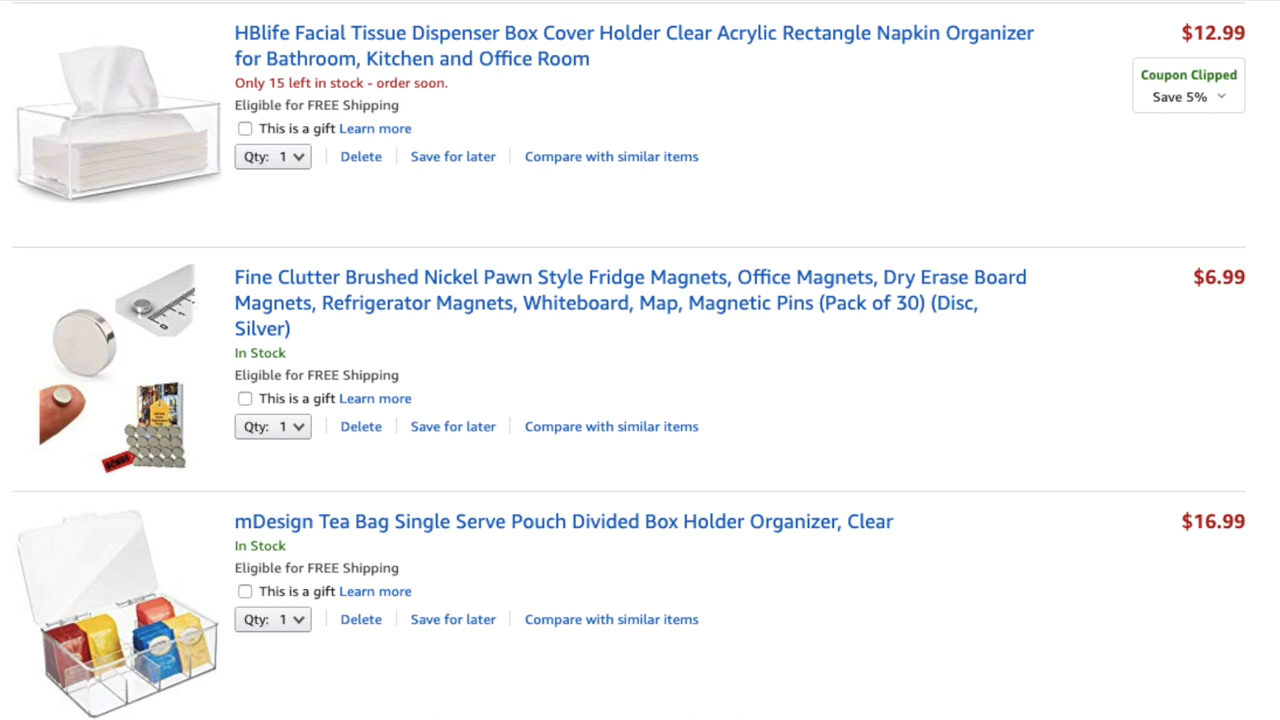 HBlife Facial Tissue Dispenser Box Cover Holder Clear Acrylic Rectangle Napkin Organizer
for Bathroom, Kitchen and Office Room
$12.99
Only 15 left in stock - order soon.
Coupon Clipped
Save 5%
Eligible for FREE Shipping
This is a gift Learn more
Qty: 1 Delete Save for later Compare with similar items
Fine Clutter Brushed Nickel Pawn Style Fridge Magnets, Office Magnets, Dry Erase Board
Magnets, Refrigerator Magnets, Whiteboard, Map, Magnetic Pins (Pack of 30) (Disc,
Silver)
$6.99
In Stock
Eligible for FREE Shipping
This is a gift Learn more
Qty: 1 Delete Save for later Compare with similar items
BONUS
mDesign Tea Bag Single Serve Pouch Divided Box Holder Organizer, Clear
$16.99
In Stock
Eligible for FREE Shipping
This is a gift Learn more
Qty: 1 Delete Save for later Compare with similar items